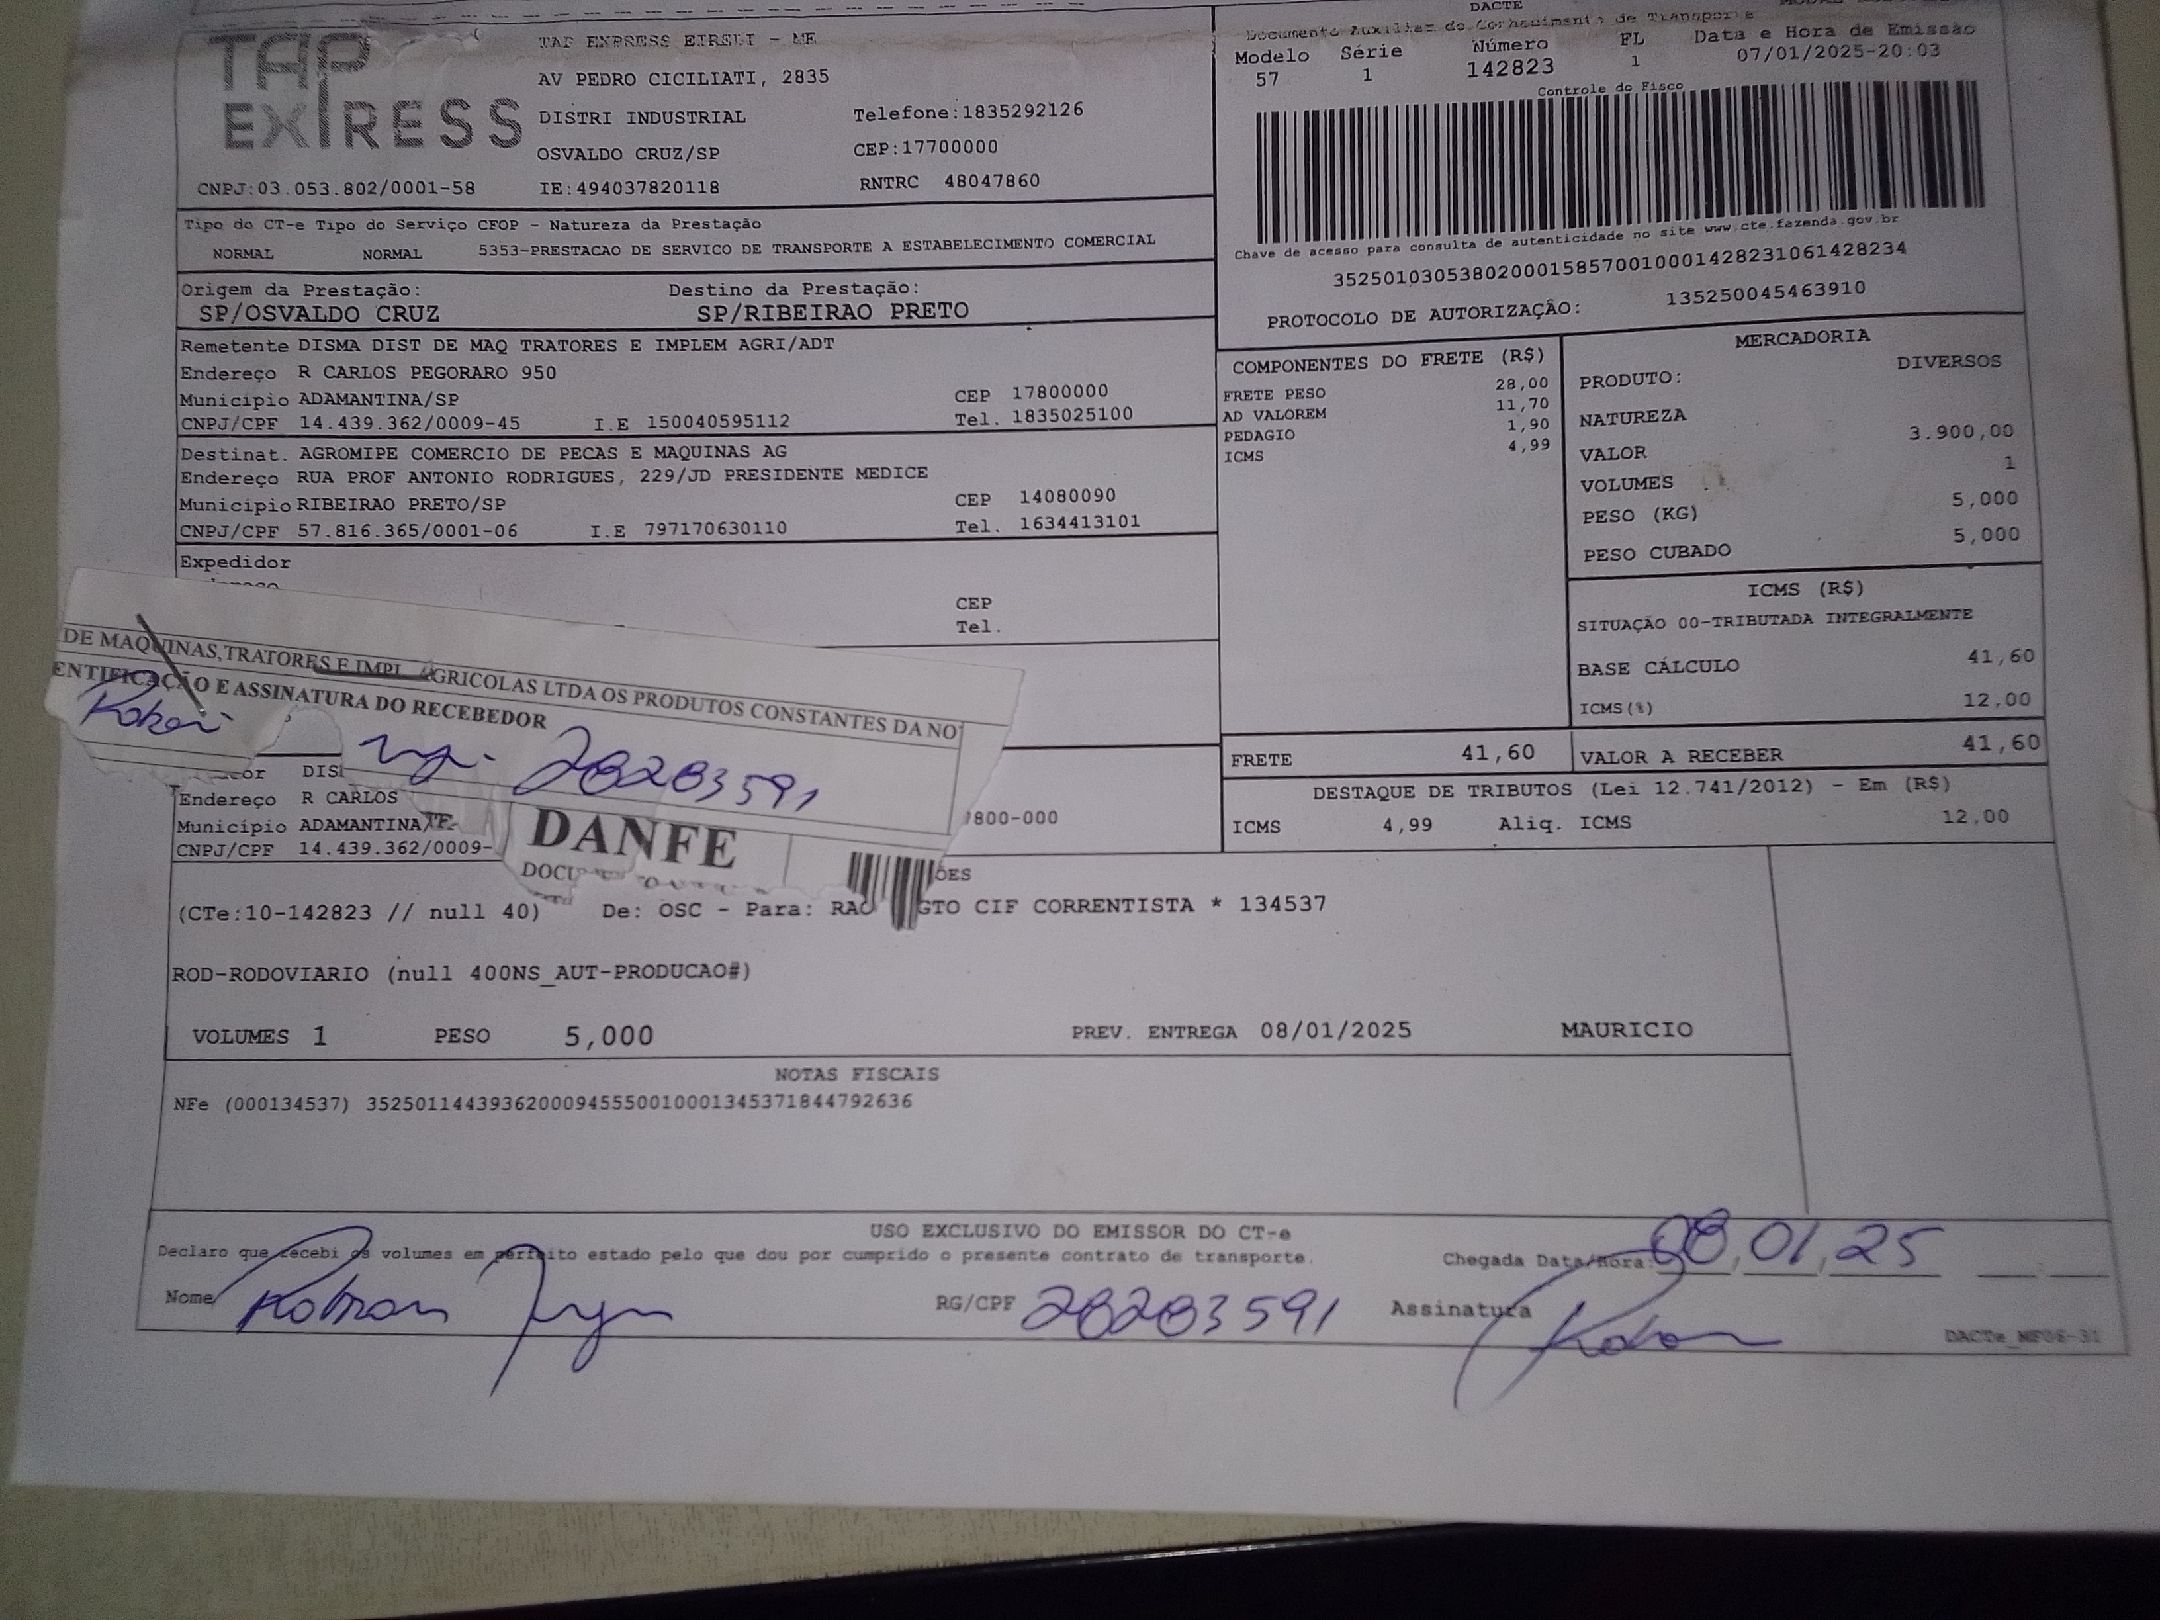 DACTE
Documento Auxiliar do Conhecimento de Transporte
TAP EXPRESS
TAP EXPRESS EIRELI - ME
AV PEDRO CICILIATI, 2835
DISTRI INDUSTRIAL Telefone:1835292126
OSVALDO CRUZ/SP CEP:17700000
CNPJ:03.053.802/0001-58 IE:494037820118 RNTRC 48047860
Modelo Série Número FL Data e Hora de Emissão
57 1 142823 1 07/01/2025-20:03
Controle do Fisco
Chave de acesso para consulta de autenticidade no site www.cte.fazenda.gov.br
35250103053802000158570010001428231061428234
PROTOCOLO DE AUTORIZAÇÃO: 135250045463910
Tipo do CT-e Tipo do Serviço CFOP - Natureza da Prestação
NORMAL NORMAL 5353-PRESTACAO DE SERVICO DE TRANSPORTE A ESTABELECIMENTO COMERCIAL
Origem da Prestação: Destino da Prestação:
SP/OSVALDO CRUZ SP/RIBEIRAO PRETO
Remetente DISMA DIST DE MAQ TRATORES E IMPLEM AGRI/ADT
Endereço R CARLOS PEGORARO 950
Município ADAMANTINA/SP CEP 17800000
CNPJ/CPF 14.439.362/0009-45 I.E 150040595112 Tel. 1835025100
Destinat. AGROMIPE COMERCIO DE PECAS E MAQUINAS AG
Endereço RUA PROF ANTONIO RODRIGUES, 229/JD PRESIDENTE MEDICE
Município RIBEIRAO PRETO/SP CEP 14080090
CNPJ/CPF 57.816.365/0001-06 I.E 797170630110 Tel. 1634413101
Expedidor
CEP
Tel.
COMPONENTES DO FRETE (R$)
FRETE PESO 28,00
AD VALOREM 11,70
PEDAGIO 1,90
ICMS 4,99
MERCADORIA
PRODUTO: DIVERSOS
NATUREZA
VALOR 3.900,00
VOLUMES 1
PESO (KG) 5,000
PESO CUBADO 5,000
ICMS (R$)
SITUAÇÃO 00-TRIBUTADA INTEGRALMENTE
BASE CÁLCULO 41,60
ICMS(%) 12,00
FRETE 41,60 VALOR A RECEBER 41,60
DESTAQUE DE TRIBUTOS (Lei 12.741/2012) - Em (R$)
ICMS 4,99 Aliq. ICMS 12,00
DE MAQUINAS,TRATORES E IMPL. AGRICOLAS LTDA OS PRODUTOS CONSTANTES DA NO
ENTIFICAÇÃO E ASSINATURA DO RECEBEDOR
28283591
DANFE
DOCU
or DIS
Endereço R CARLOS
Município ADAMANTINA 800-000
CNPJ/CPF 14.439.362/0009-
ÕES
(CTe:10-142823 // null 40) De: OSC - Para: RAO GTO CIF CORRENTISTA * 134537
ROD-RODOVIARIO (null 400NS_AUT-PRODUCAO#)
VOLUMES 1 PESO 5,000 PREV. ENTREGA 08/01/2025 MAURICIO
NOTAS FISCAIS
NFe (000134537) 35250114439362000945550010001345371844792636
USO EXCLUSIVO DO EMISSOR DO CT-e
Declaro que recebi os volumes em perfeito estado pelo que dou por cumprido o presente contrato de transporte. Chegada Data/Hora: 08,01,25
Nome RG/CPF 28283591 Assinatura
DACTe_MF06-31